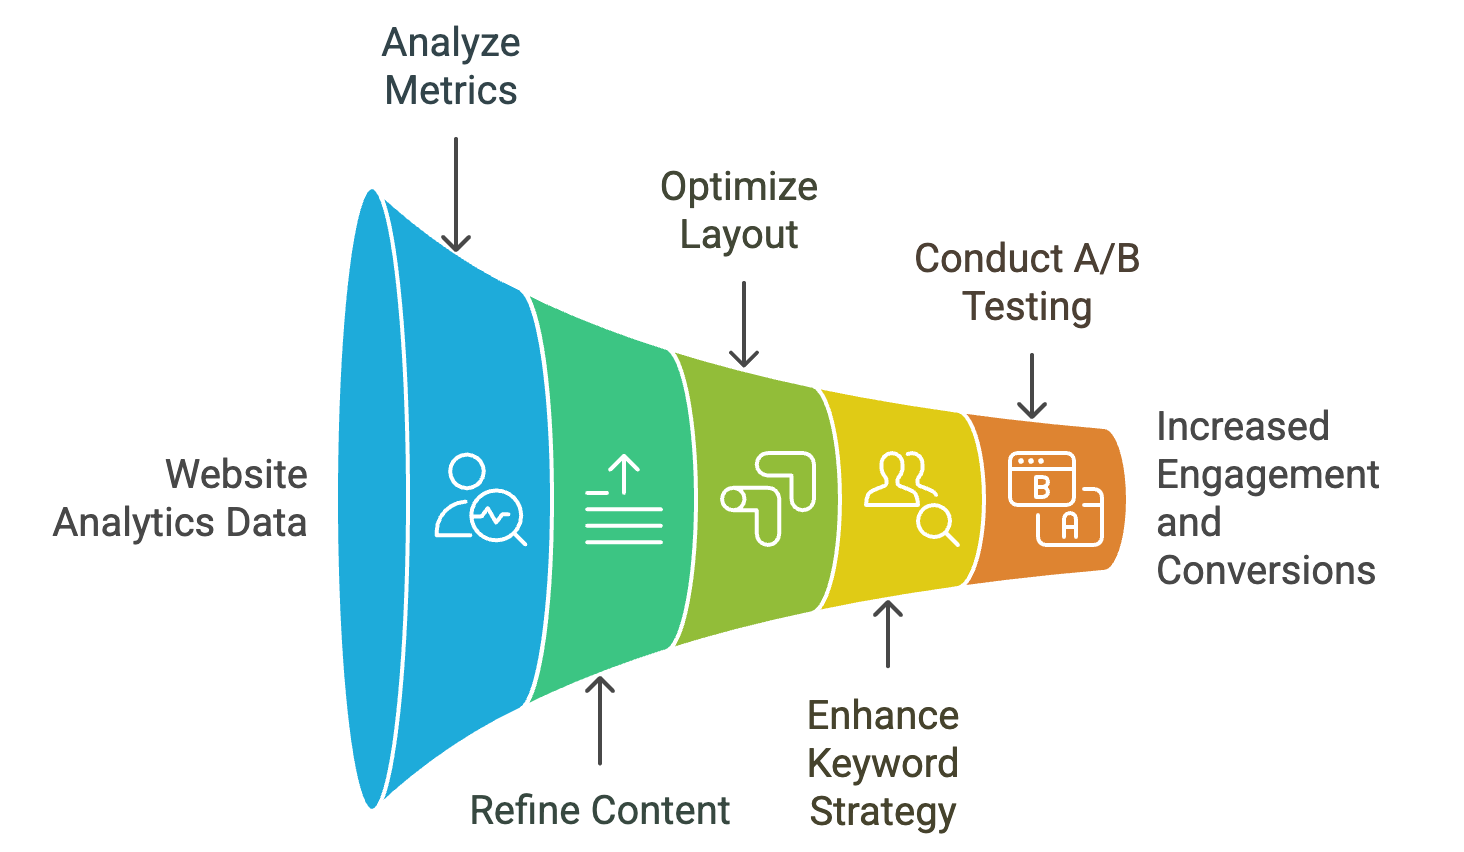 Analyze
Metrics
Optimize
Layout
Conduct A/B
Testing
Website
Analytics Data
B
A
Increased
Engagement
and
Conversions
Refine Content
Enhance
Keyword
Strategy